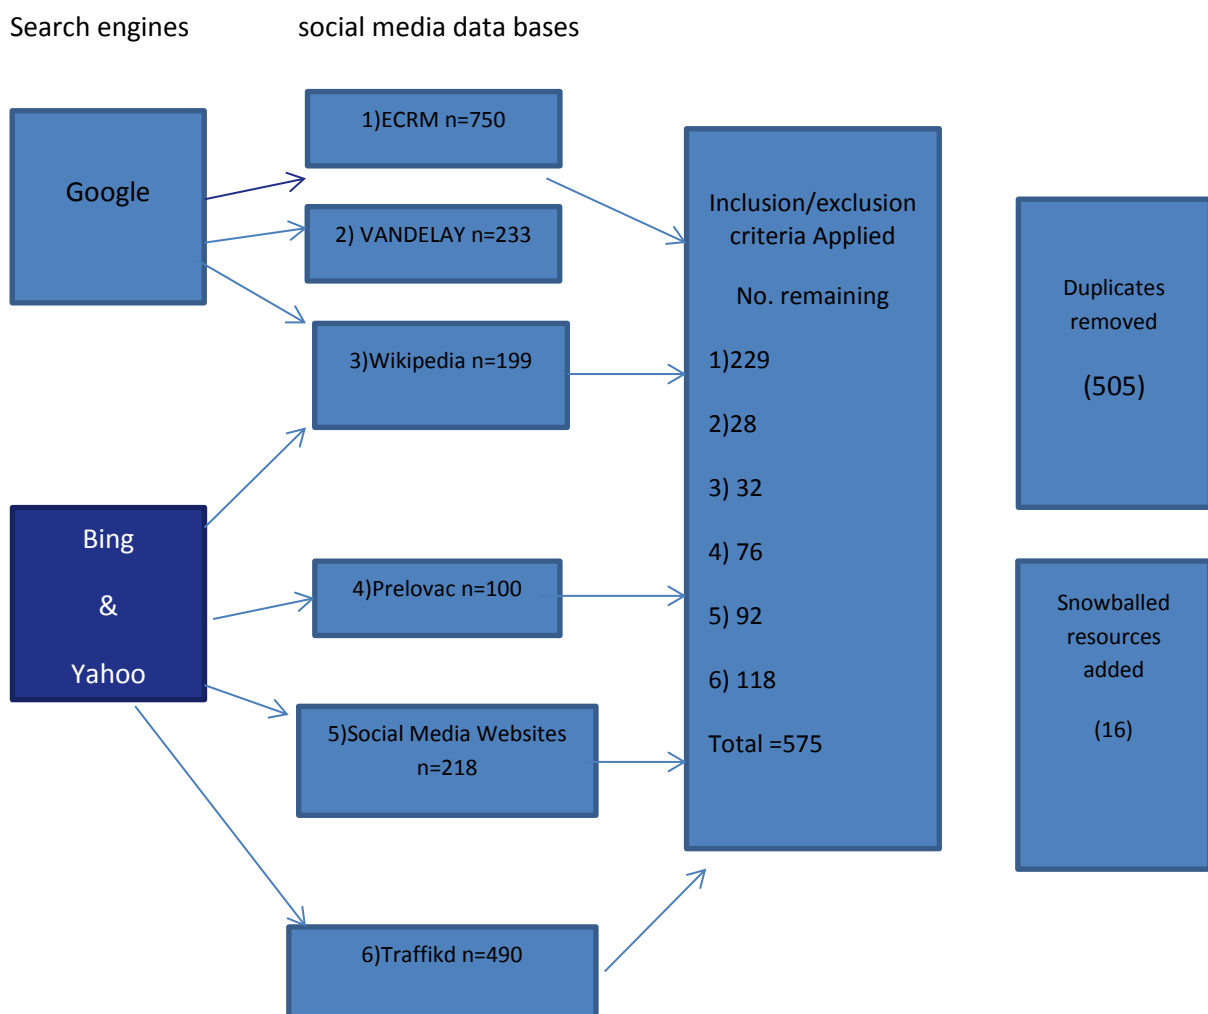 Search engines
social media data bases
Google
Bing
&
Yahoo
1)ECRM n=750
2) VANDELAY n=233
3)Wikipedia n=199
4)Prelovac n=100
5)Social Media Websites
n=218
6)Traffikd n=490
Inclusion/exclusion
criteria Applied
No. remaining
1)229
2)28
3) 32
4) 76
5) 92
6) 118
Total =575
Duplicates
removed
(505)
Snowballed
resources
added
(16)